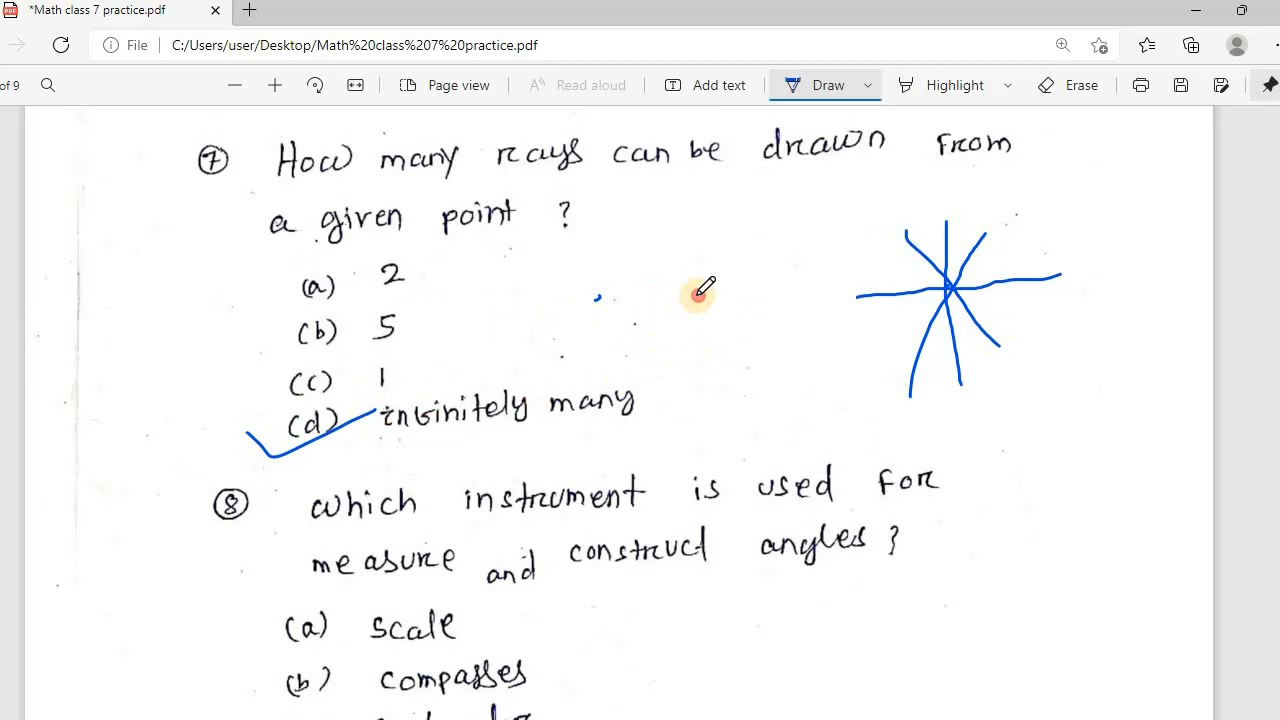 *Math class 7 practice.pdf
File C:/Users/user/Desktop/Math%20class%207%20practice.pdf
of 9 Page view Read aloud Add text Draw Highlight Erase
7 How many rays can be drawn from
a given point ?
(a) 2
(b) 5
(c) 1
(d) infinitely many
8 which instrument is used for
measure and construct angles ?
(a) scale
(b) compasses